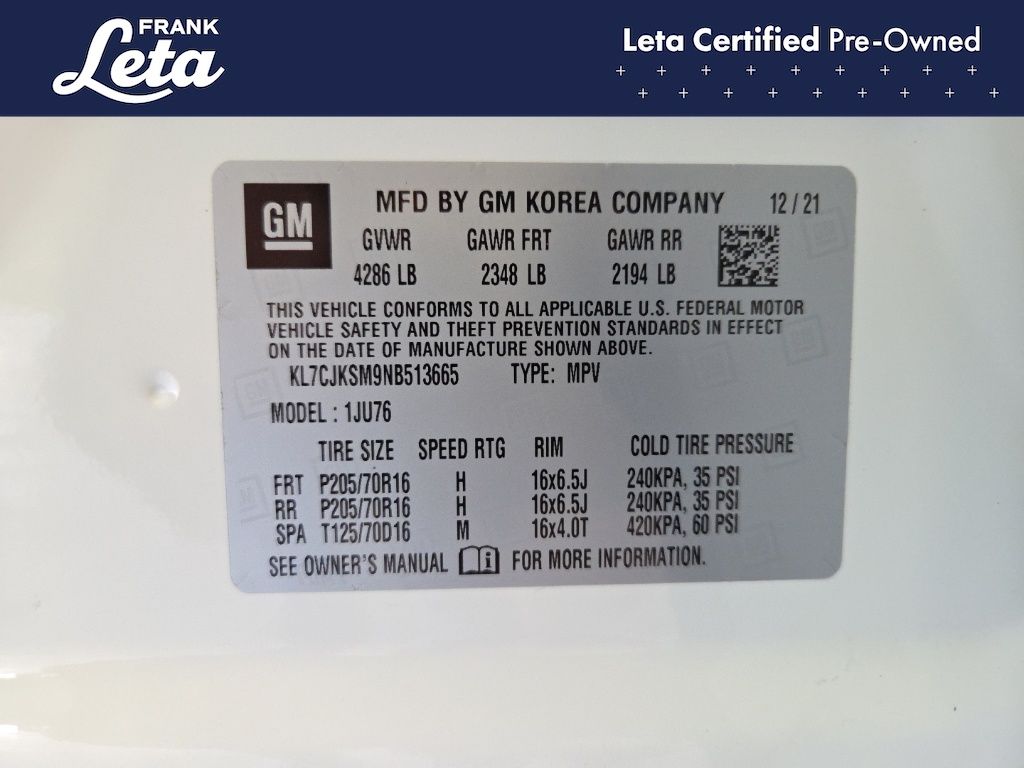 FRANK
Leta
Leta Certified Pre-Owned
GM
MFD BY GM KOREA COMPANY 12/21
GVWR GAWR FRT GAWR RR
4286 LB 2348 LB 2194 LB
THIS VEHICLE CONFORMS TO ALL APPLICABLE U.S. FEDERAL MOTOR
VEHICLE SAFETY AND THEFT PREVENTION STANDARDS IN EFFECT
ON THE DATE OF MANUFACTURE SHOWN ABOVE.
KL7CJKSM9NB513665 TYPE: MPV
MODEL : 1JU76
TIRE SIZE SPEED RTG RIM COLD TIRE PRESSURE
FRT P205/70R16 H 16x6.5J 240KPA, 35 PSI
RR P205/70R16 H 16x6.5J 240KPA, 35 PSI
SPA T125/70D16 M 16x4.0T 420KPA, 60 PSI
SEE OWNER'S MANUAL i FOR MORE INFORMATION.